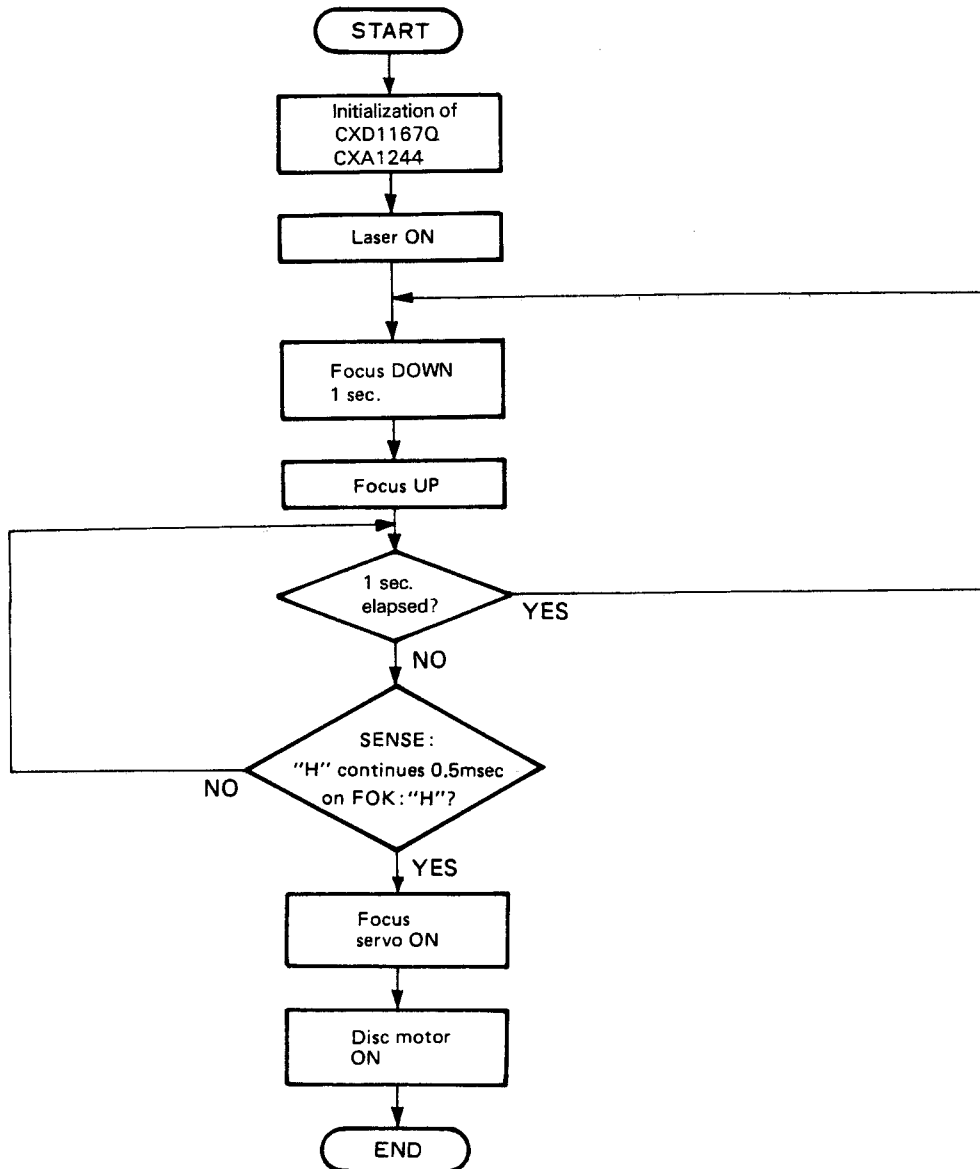 START
Initialization of
CXD1167Q
CXA1244
Laser ON
Focus DOWN
1 sec.
Focus UP
1 sec.
elapsed?
YES
NO
SENSE:
"H" continues 0.5msec
on FOK:"H"?
NO
YES
Focus
servo ON
Disc motor
ON
END